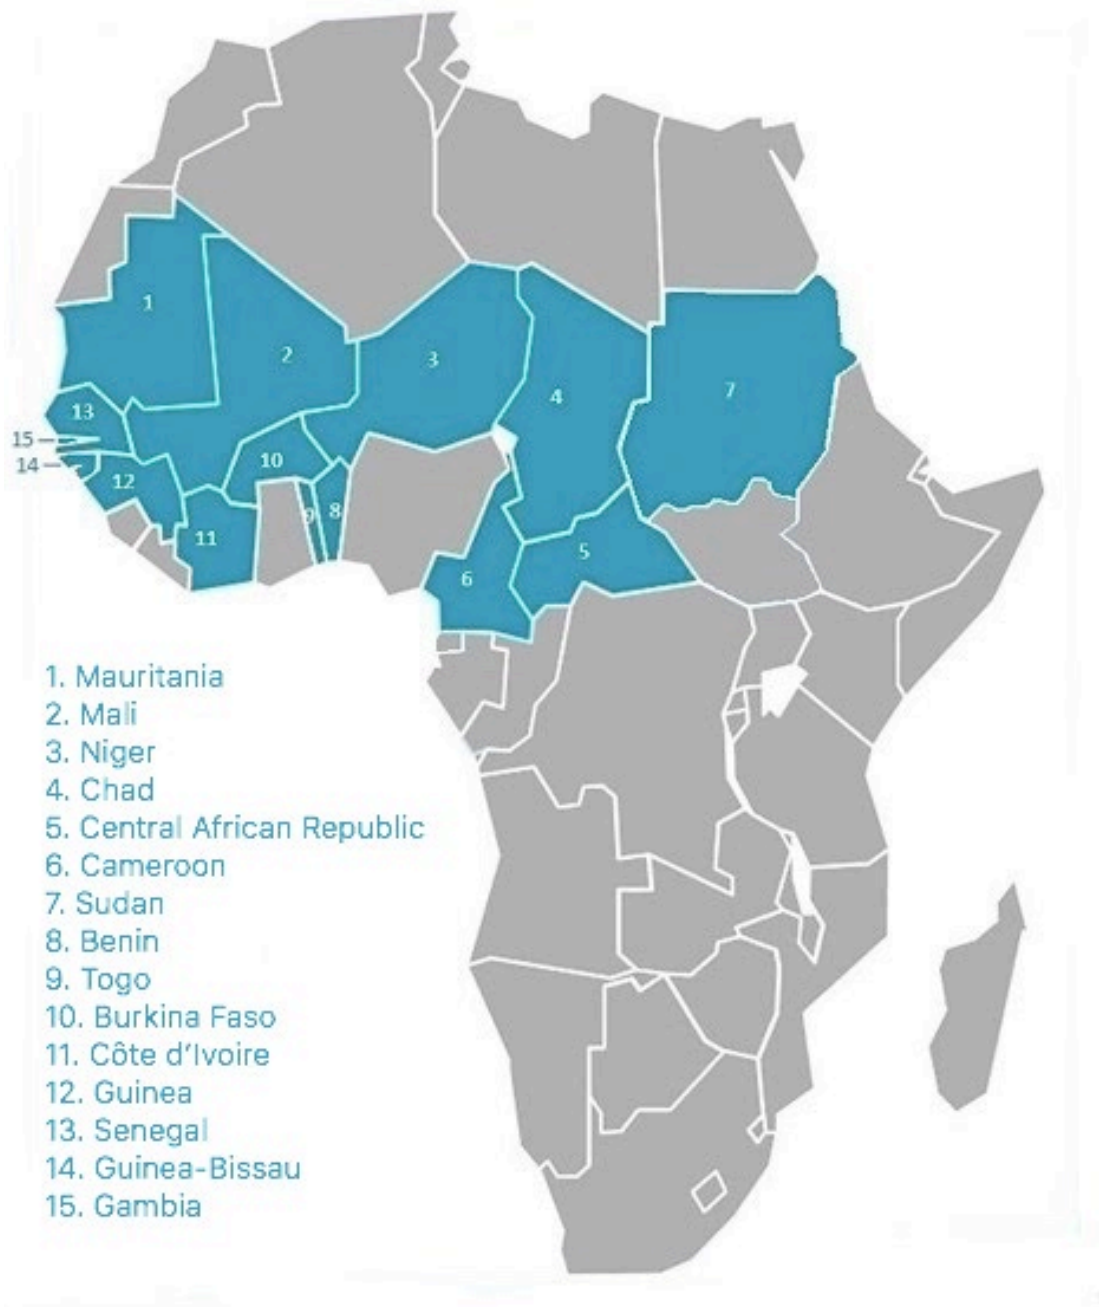 1
2
3
4
7
13
15
14
12
10
9
8
11
5
6
1. Mauritania
2. Mali
3. Niger
4. Chad
5. Central African Republic
6. Cameroon
7. Sudan
8. Benin
9. Togo
10. Burkina Faso
11. Côte d'Ivoire
12. Guinea
13. Senegal
14. Guinea-Bissau
15. Gambia